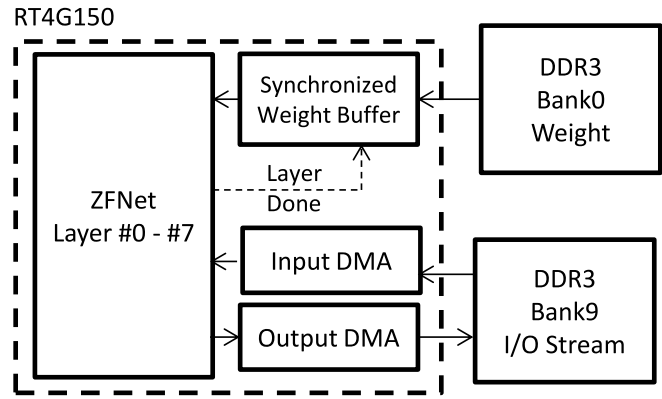 RT4G150
ZFNet
Layer #0 - #7
Synchronized
Weight Buffer
Layer
Done
Input DMA
Output DMA
DDR3
Bank0
Weight
DDR3
Bank9
I/O Stream